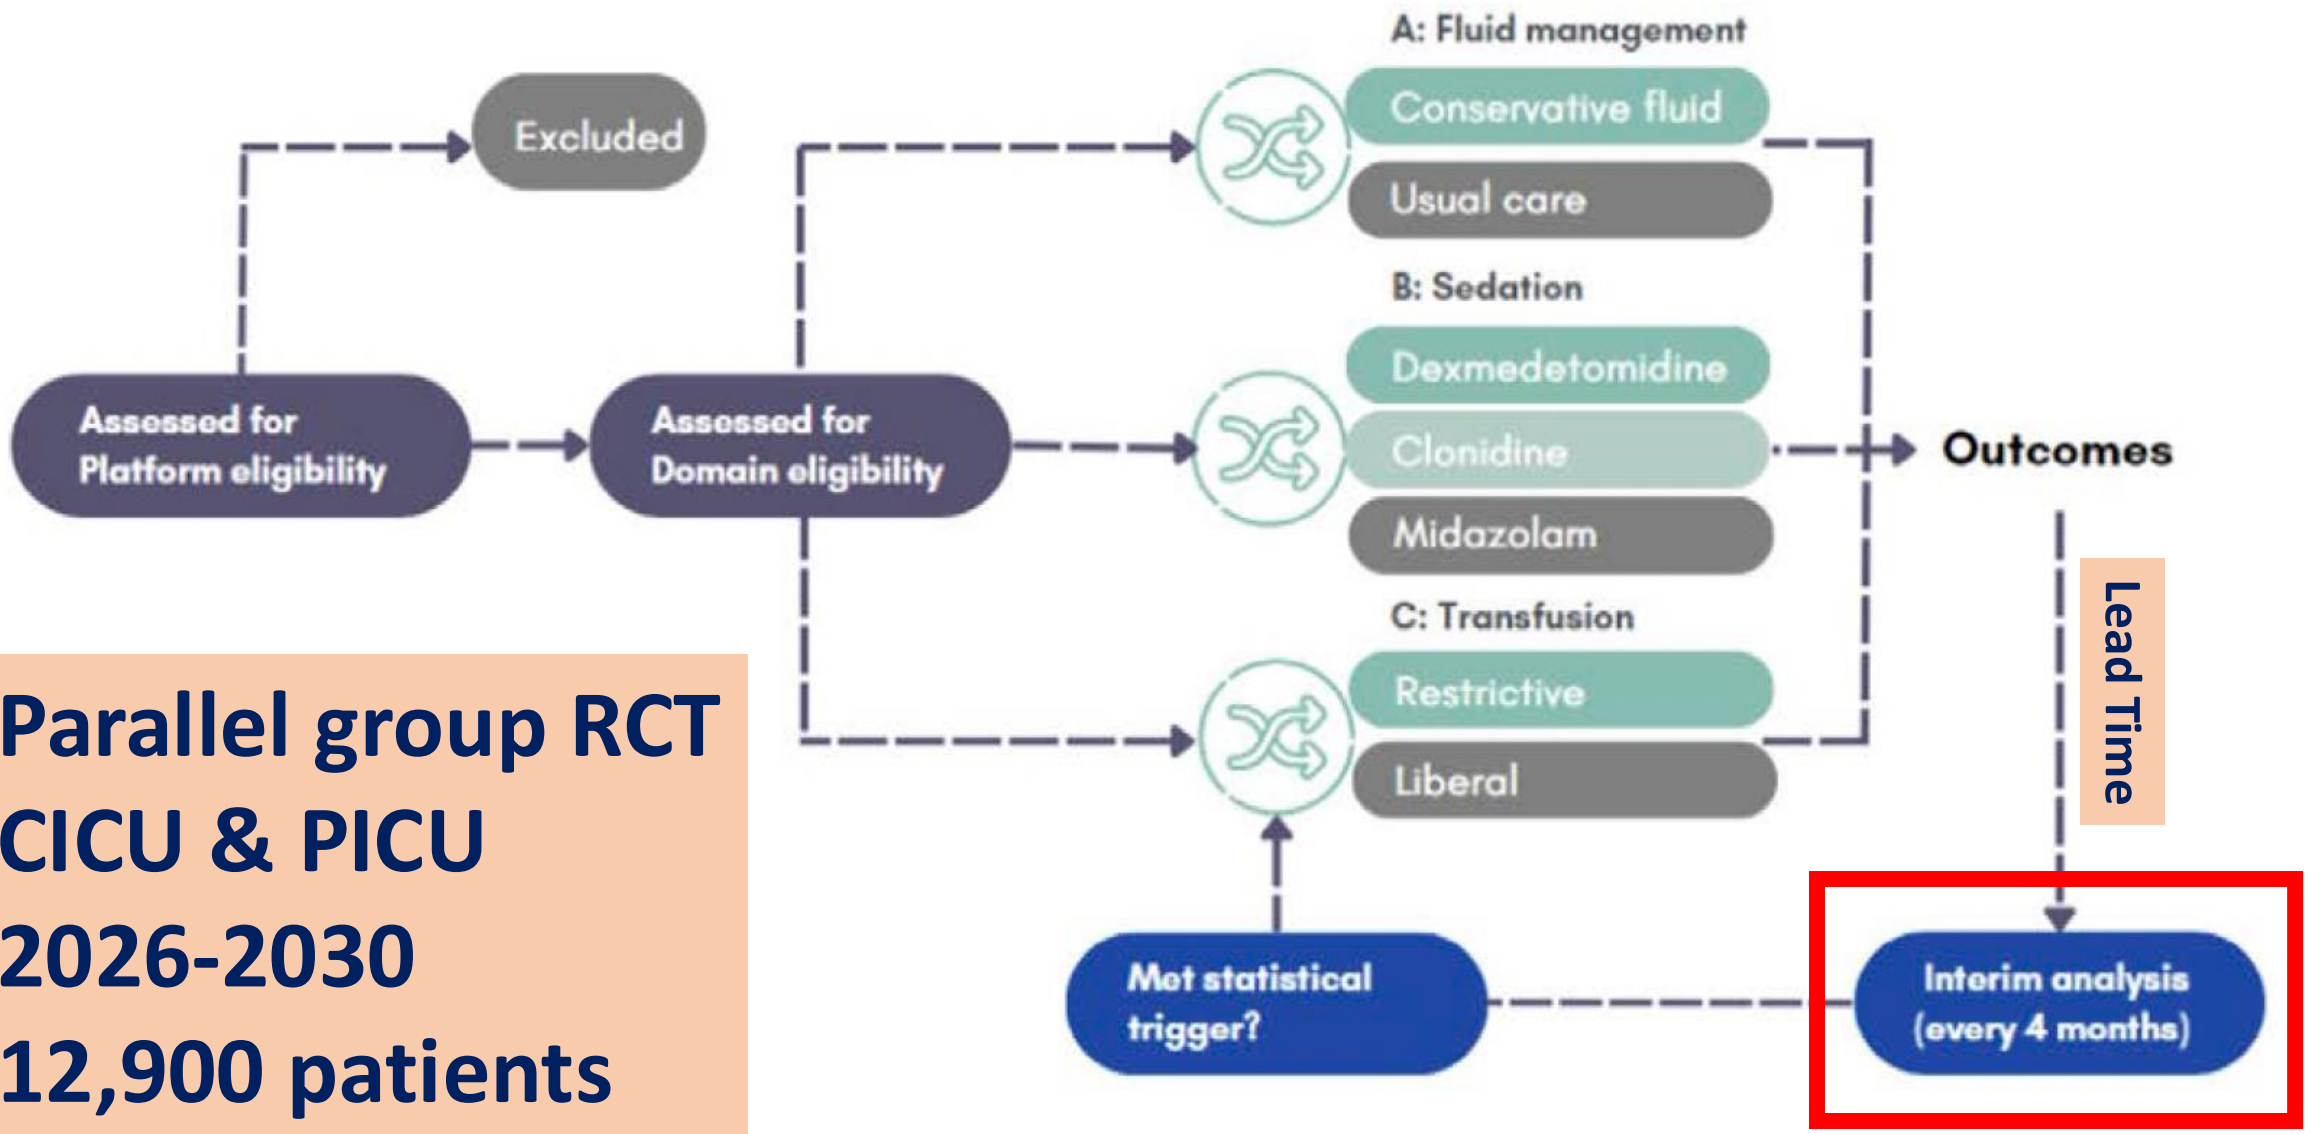 A: Fluid management
Conservative fluid
Excluded
Usual care
B: Sedation
Dexmedetomidine
Assessed for
Platform eligibility
Assessed for
Domain eligibility
Clonidine
Outcomes
Midazolam
C: Transfusion
Restrictive
Liberal
Lead Time
Parallel group RCT
CICU & PICU
2026-2030
12,900 patients
Met statistical
trigger?
Interim analysis
(every 4 months)